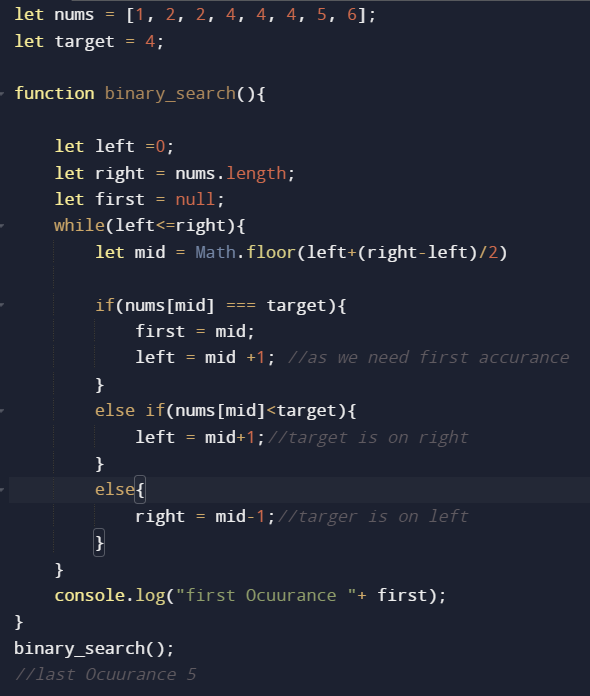 let nums = [1, 2, 2, 4, 4, 4, 5, 6];
let target = 4;
function binary_search(){
let left =0;
let right = nums.length;
let first = null;
while(left<=right){
let mid = Math.floor(left+(right-left)/2)
if(nums[mid] === target){
first = mid;
left = mid +1; //as we need first accurance
}
else if(nums[mid]<target){
left = mid+1;//target is on right
}
else{
right = mid-1;//targer is on left
}
}
console.log("first Ocuurance "+ first);
}
binary_search();
//last Ocuurance 5